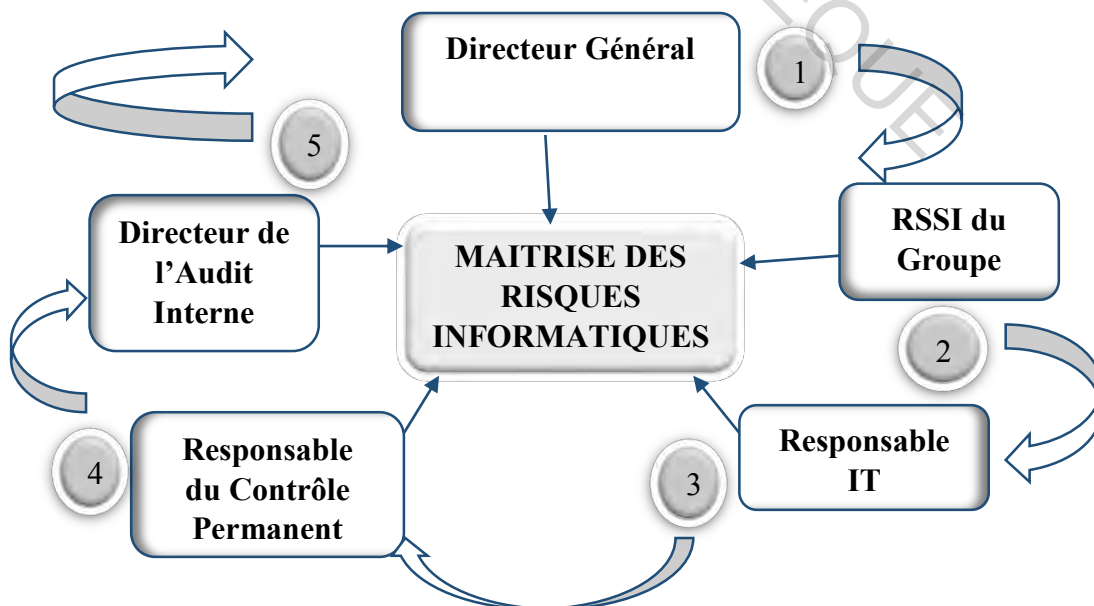 Directeur Général
1
5
Directeur de
l'Audit
Interne
MAITRISE DES
RISQUES
INFORMATIQUES
RSSI du
Groupe
2
4
Responsable
du Contrôle
Permanent
3
Responsable
IT